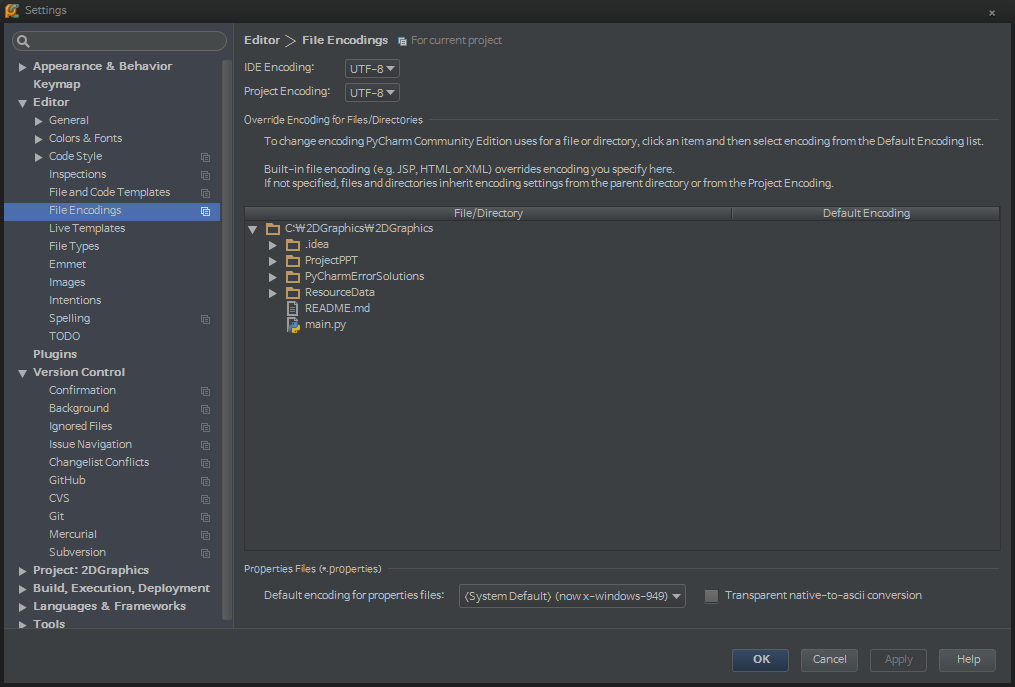 Settings
Appearance & Behavior
Keymap
Editor
General
Colors & Fonts
Code Style
Inspections
File and Code Templates
File Encodings
Live Templates
File Types
Emmet
Images
Intentions
Spelling
TODO
Plugins
Version Control
Confirmation
Background
Ignored Files
Issue Navigation
Changelist Conflicts
GitHub
CVS
Git
Mercurial
Subversion
Project: 2DGraphics
Build, Execution, Deployment
Languages & Frameworks
Tools
Editor > File Encodings For current project
IDE Encoding: UTF-8
Project Encoding: UTF-8
Override Encoding for Files/Directories
To change encoding PyCharm Community Edition uses for a file or directory, click an item and then select encoding from the Default Encoding list.
Built-in file encoding (e.g. JSP, HTML or XML) overrides encoding you specify here.
If not specified, files and directories inherit encoding settings from the parent directory or from the Project Encoding.
File/Directory Default Encoding
C:₩2DGraphics₩2DGraphics
.idea
ProjectPPT
PyCharmErrorSolutions
ResourceData
README.md
main.py
Properties Files (*.properties)
Default encoding for properties files: (System Default) (now x-windows-949) Transparent native-to-ascii conversion
OK Cancel Apply Help